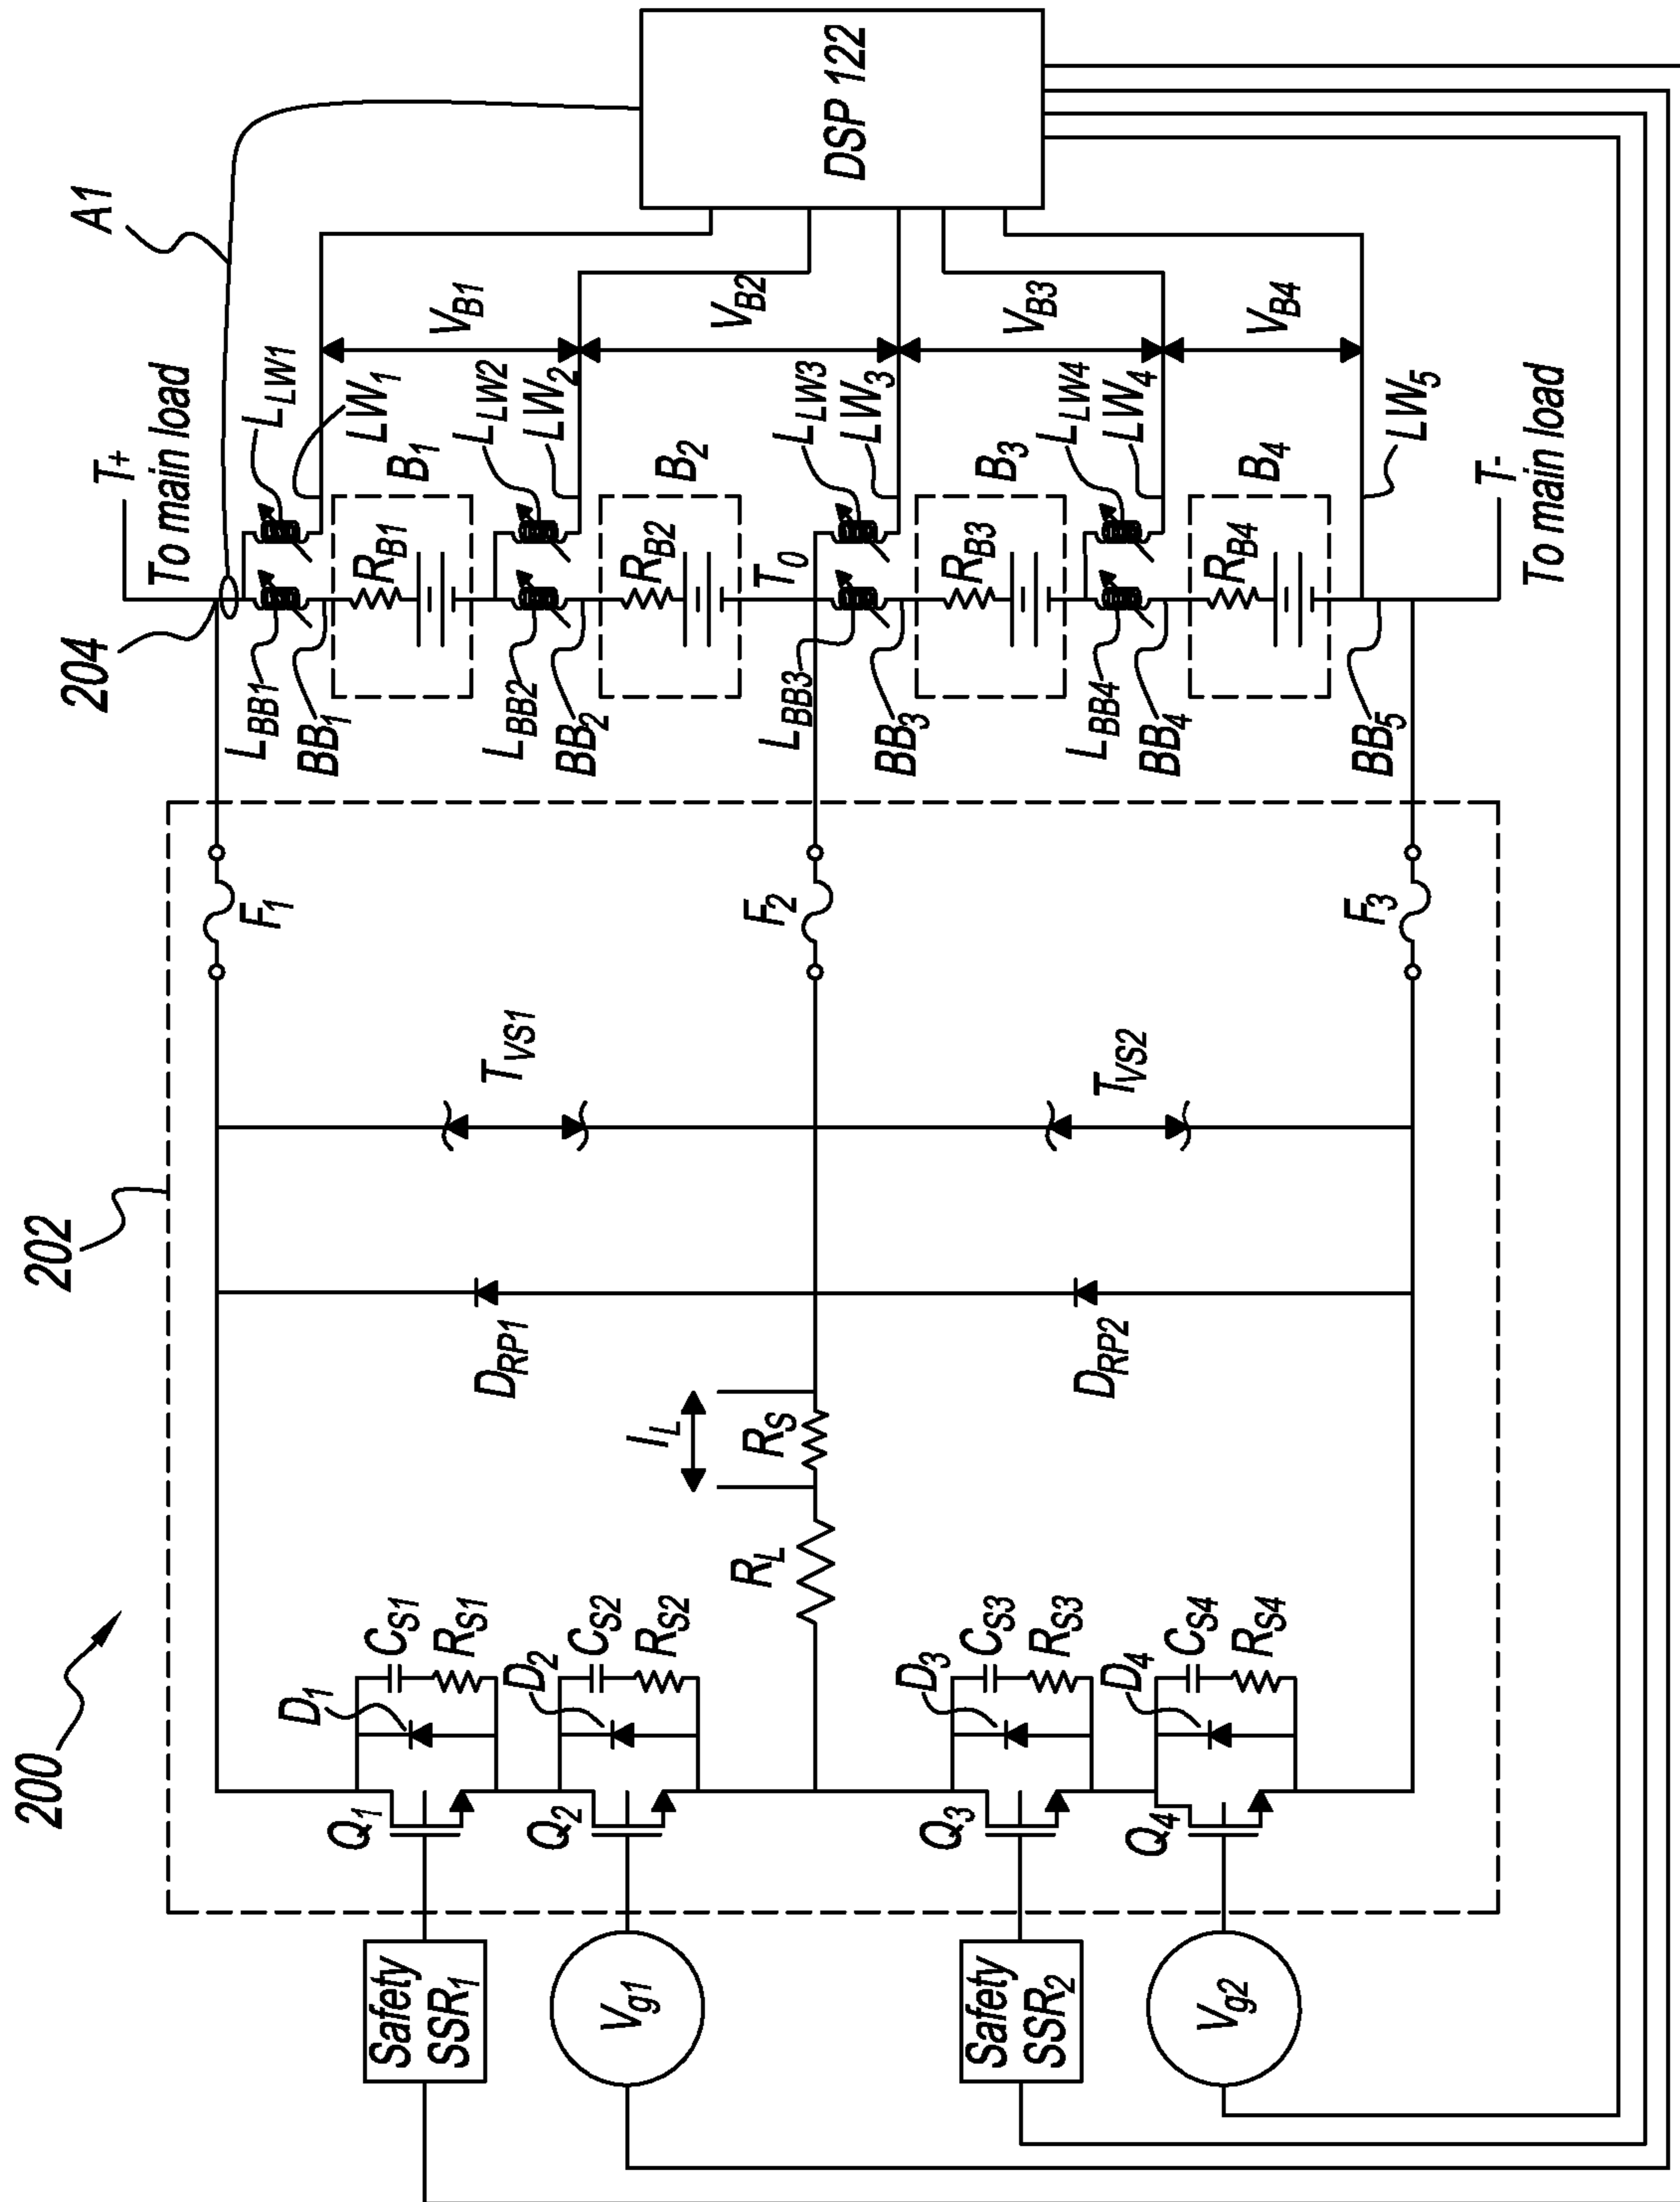 200
202
204
A1
T+
To main load
DSP 122
Safety
SSR1
Vg1
Safety
SSR2
Vg2
Q1
D1
CS1
RS1
Q2
D2
CS2
RS2
Q3
D3
CS3
RS3
Q4
D4
CS4
RS4
RL
RS
IL
DRP1
DRP2
TVS1
TVS2
F1
F2
F3
LBB1
BB1
LBB2
BB2
LBB3
BB3
LBB4
BB4
BB5
RB1
B1
RB2
B2
T0
RB3
B3
RB4
B4
LLW1
LW1
LLW2
LW2
LLW3
LW3
LLW4
LW4
LW5
VB1
VB2
VB3
VB4
T-
To main load